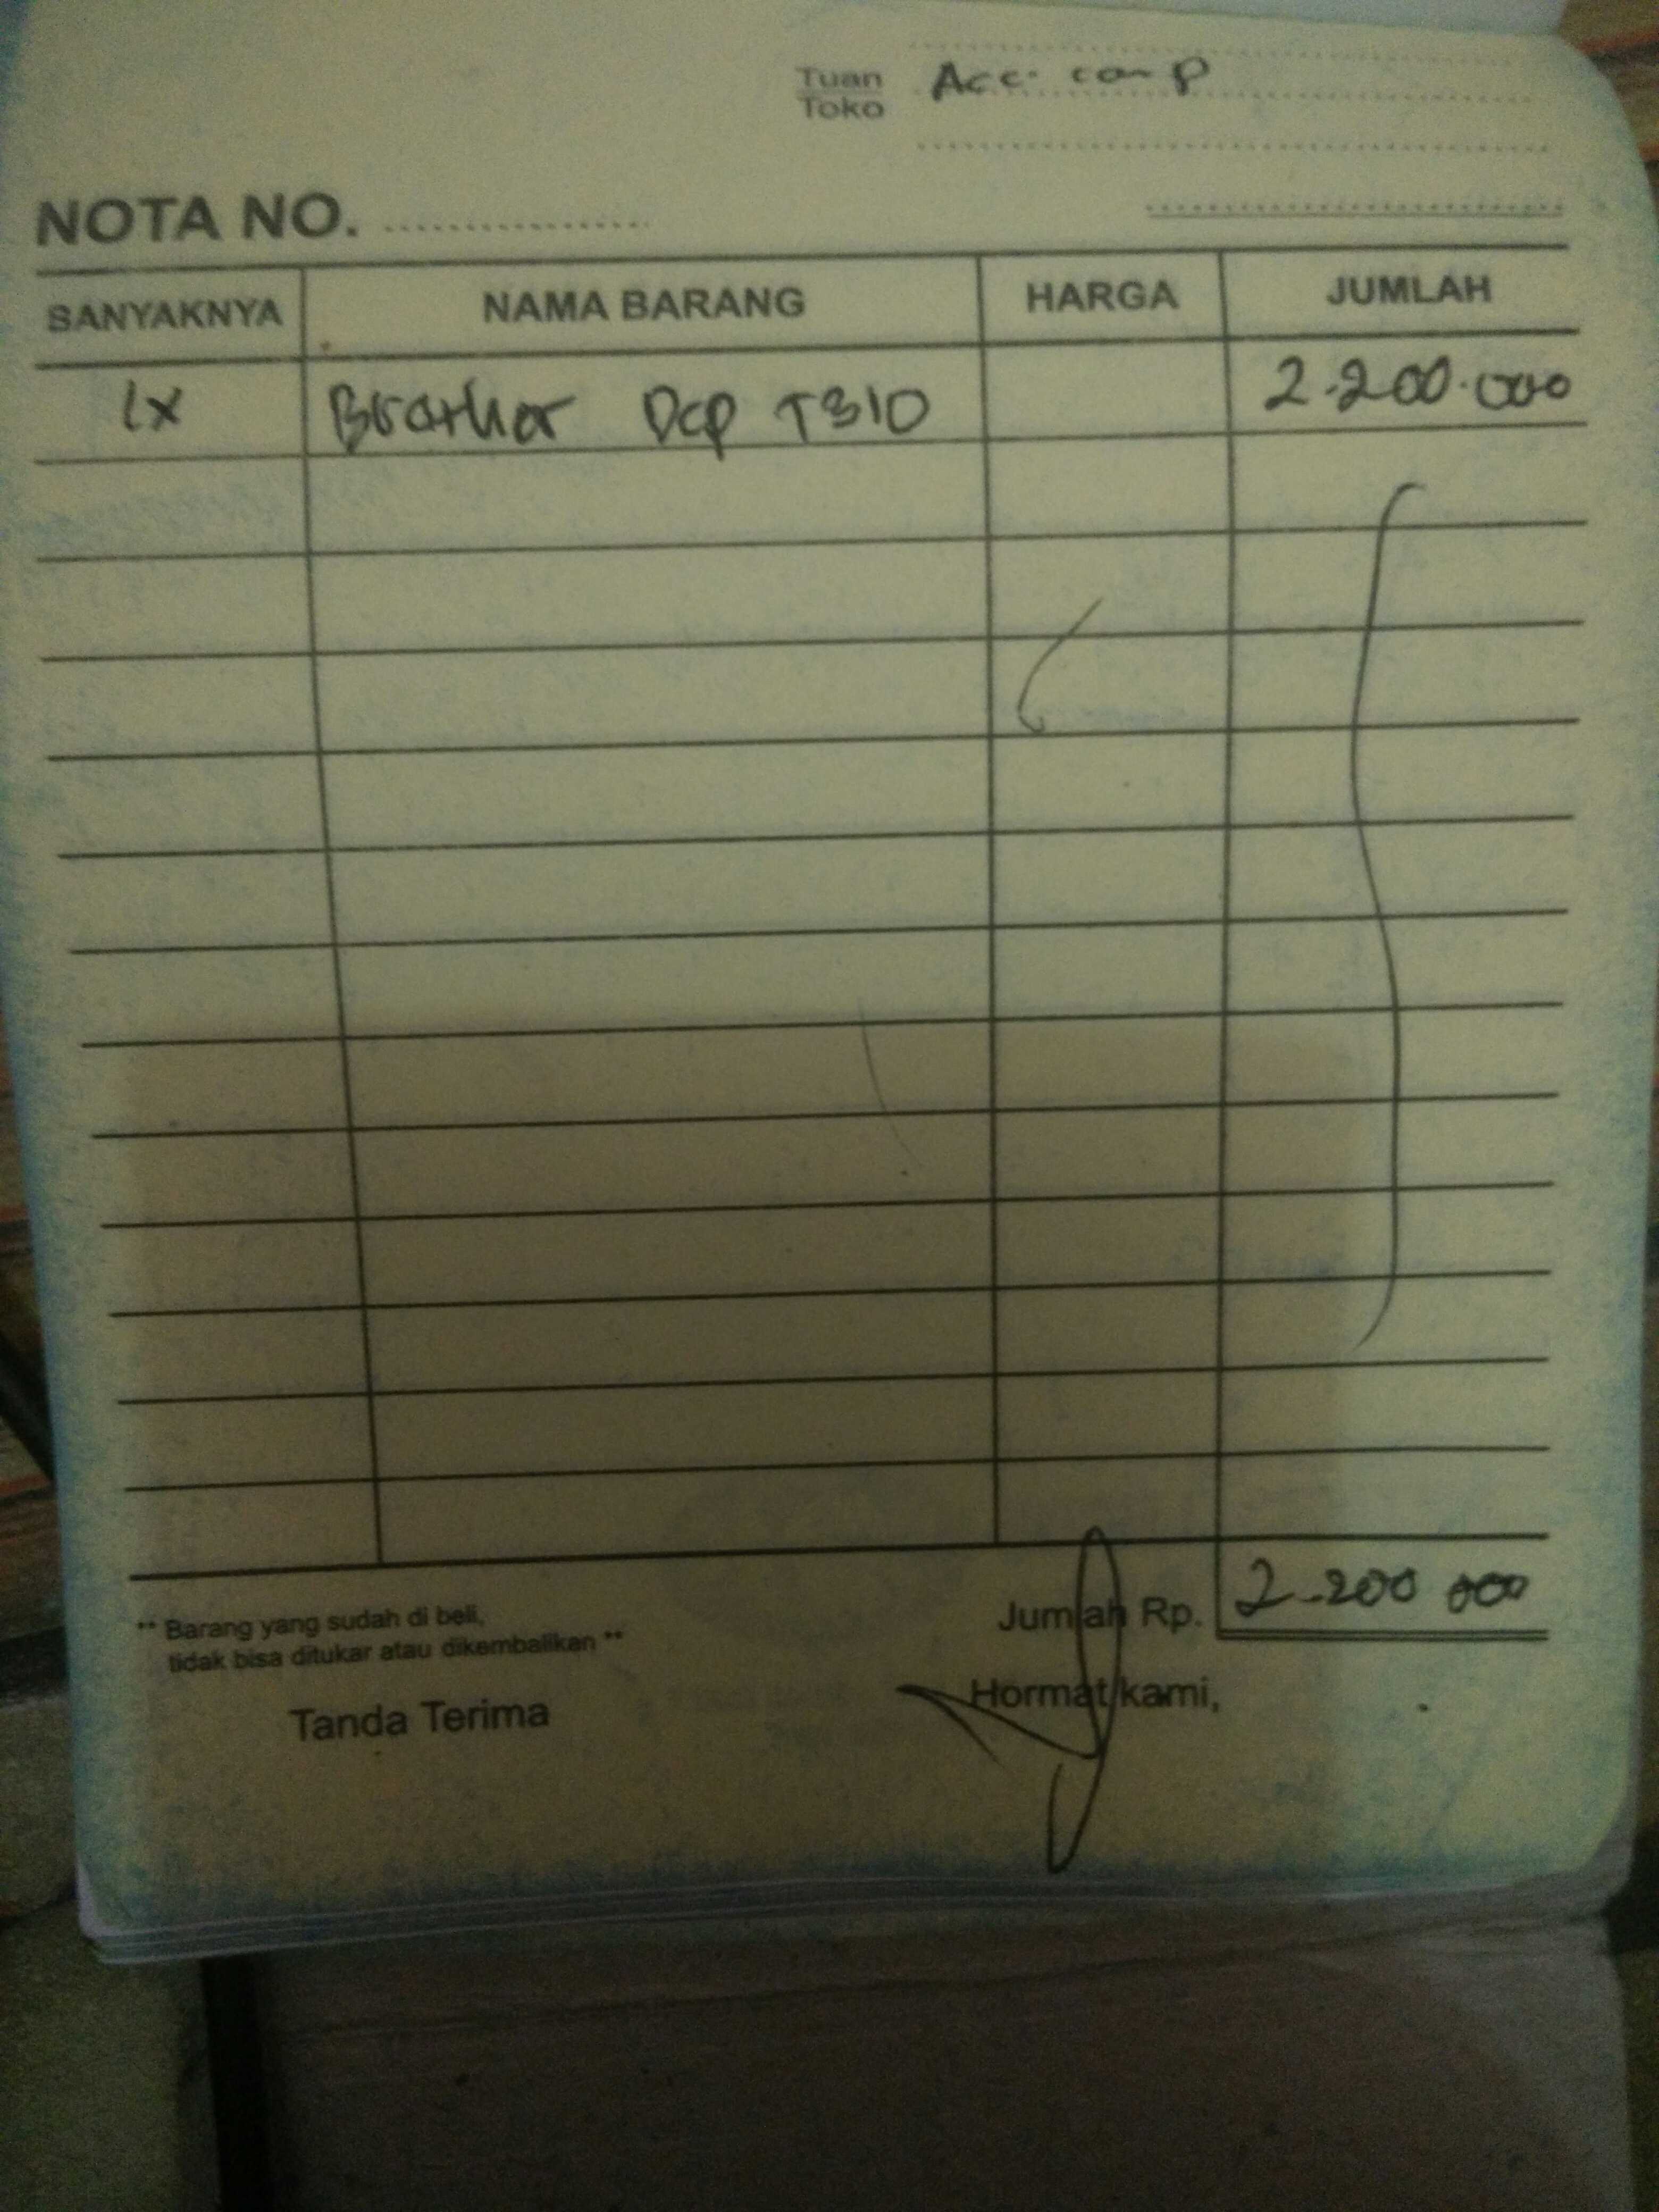 Tuan
Toko
Acc. comp
NOTA NO. ................
BANYAKNYA NAMA BARANG HARGA JUMLAH
1x Brother Dcp T310 2.200.000
Jumlah Rp. 2.200 000
** Barang yang sudah di beli,
tidak bisa ditukar atau dikembalikan **
Tanda Terima Hormat kami,